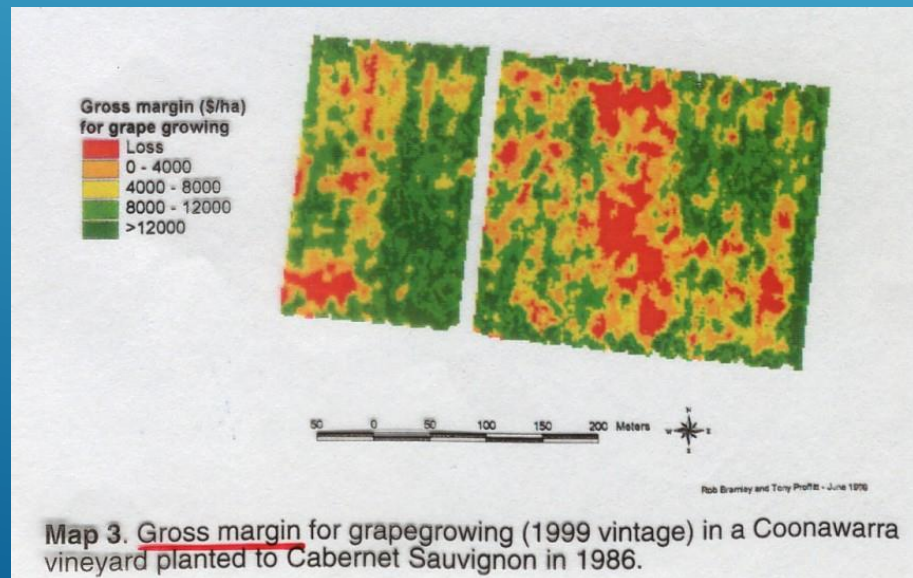 Gross margin ($/ha)
for grape growing
Loss
0 - 4000
4000 - 8000
8000 - 12000
>12000
50 0 50 100 150 200 Meters
N
W E
S
Rob Bramley and Tony Proffitt - June
Map 3. Gross margin for grapegrowing (1999 vintage) in a Coonawarra
vineyard planted to Cabernet Sauvignon in 1986.